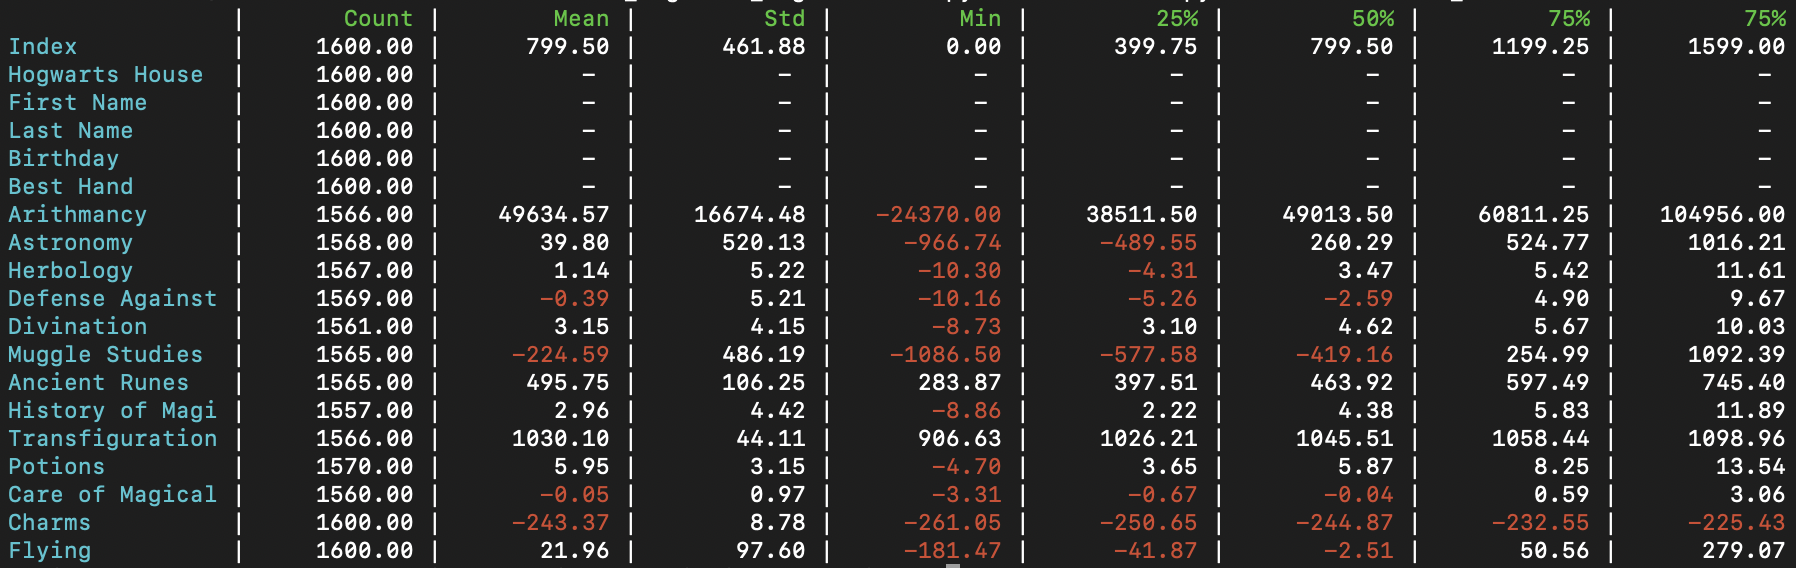 | Count | Mean | Std | Min | 25% | 50% | 75% | 75%
Index | 1600.00 | 799.50 | 461.88 | 0.00 | 399.75 | 799.50 | 1199.25 | 1599.00
Hogwarts House | 1600.00 | – | – | – | – | – | – | –
First Name | 1600.00 | – | – | – | – | – | – | –
Last Name | 1600.00 | – | – | – | – | – | – | –
Birthday | 1600.00 | – | – | – | – | – | – | –
Best Hand | 1600.00 | – | – | – | – | – | – | –
Arithmancy | 1566.00 | 49634.57 | 16674.48 | -24370.00 | 38511.50 | 49013.50 | 60811.25 | 104956.00
Astronomy | 1568.00 | 39.80 | 520.13 | -966.74 | -489.55 | 260.29 | 524.77 | 1016.21
Herbology | 1567.00 | 1.14 | 5.22 | -10.30 | -4.31 | 3.47 | 5.42 | 11.61
Defense Against | 1569.00 | -0.39 | 5.21 | -10.16 | -5.26 | -2.59 | 4.90 | 9.67
Divination | 1561.00 | 3.15 | 4.15 | -8.73 | 3.10 | 4.62 | 5.67 | 10.03
Muggle Studies | 1565.00 | -224.59 | 486.19 | -1086.50 | -577.58 | -419.16 | 254.99 | 1092.39
Ancient Runes | 1565.00 | 495.75 | 106.25 | 283.87 | 397.51 | 463.92 | 597.49 | 745.40
History of Magi | 1557.00 | 2.96 | 4.42 | -8.86 | 2.22 | 4.38 | 5.83 | 11.89
Transfiguration | 1566.00 | 1030.10 | 44.11 | 906.63 | 1026.21 | 1045.51 | 1058.44 | 1098.96
Potions | 1570.00 | 5.95 | 3.15 | -4.70 | 3.65 | 5.87 | 8.25 | 13.54
Care of Magical | 1560.00 | -0.05 | 0.97 | -3.31 | -0.67 | -0.04 | 0.59 | 3.06
Charms | 1600.00 | -243.37 | 8.78 | -261.05 | -250.65 | -244.87 | -232.55 | -225.43
Flying | 1600.00 | 21.96 | 97.60 | -181.47 | -41.87 | -2.51 | 50.56 | 279.07